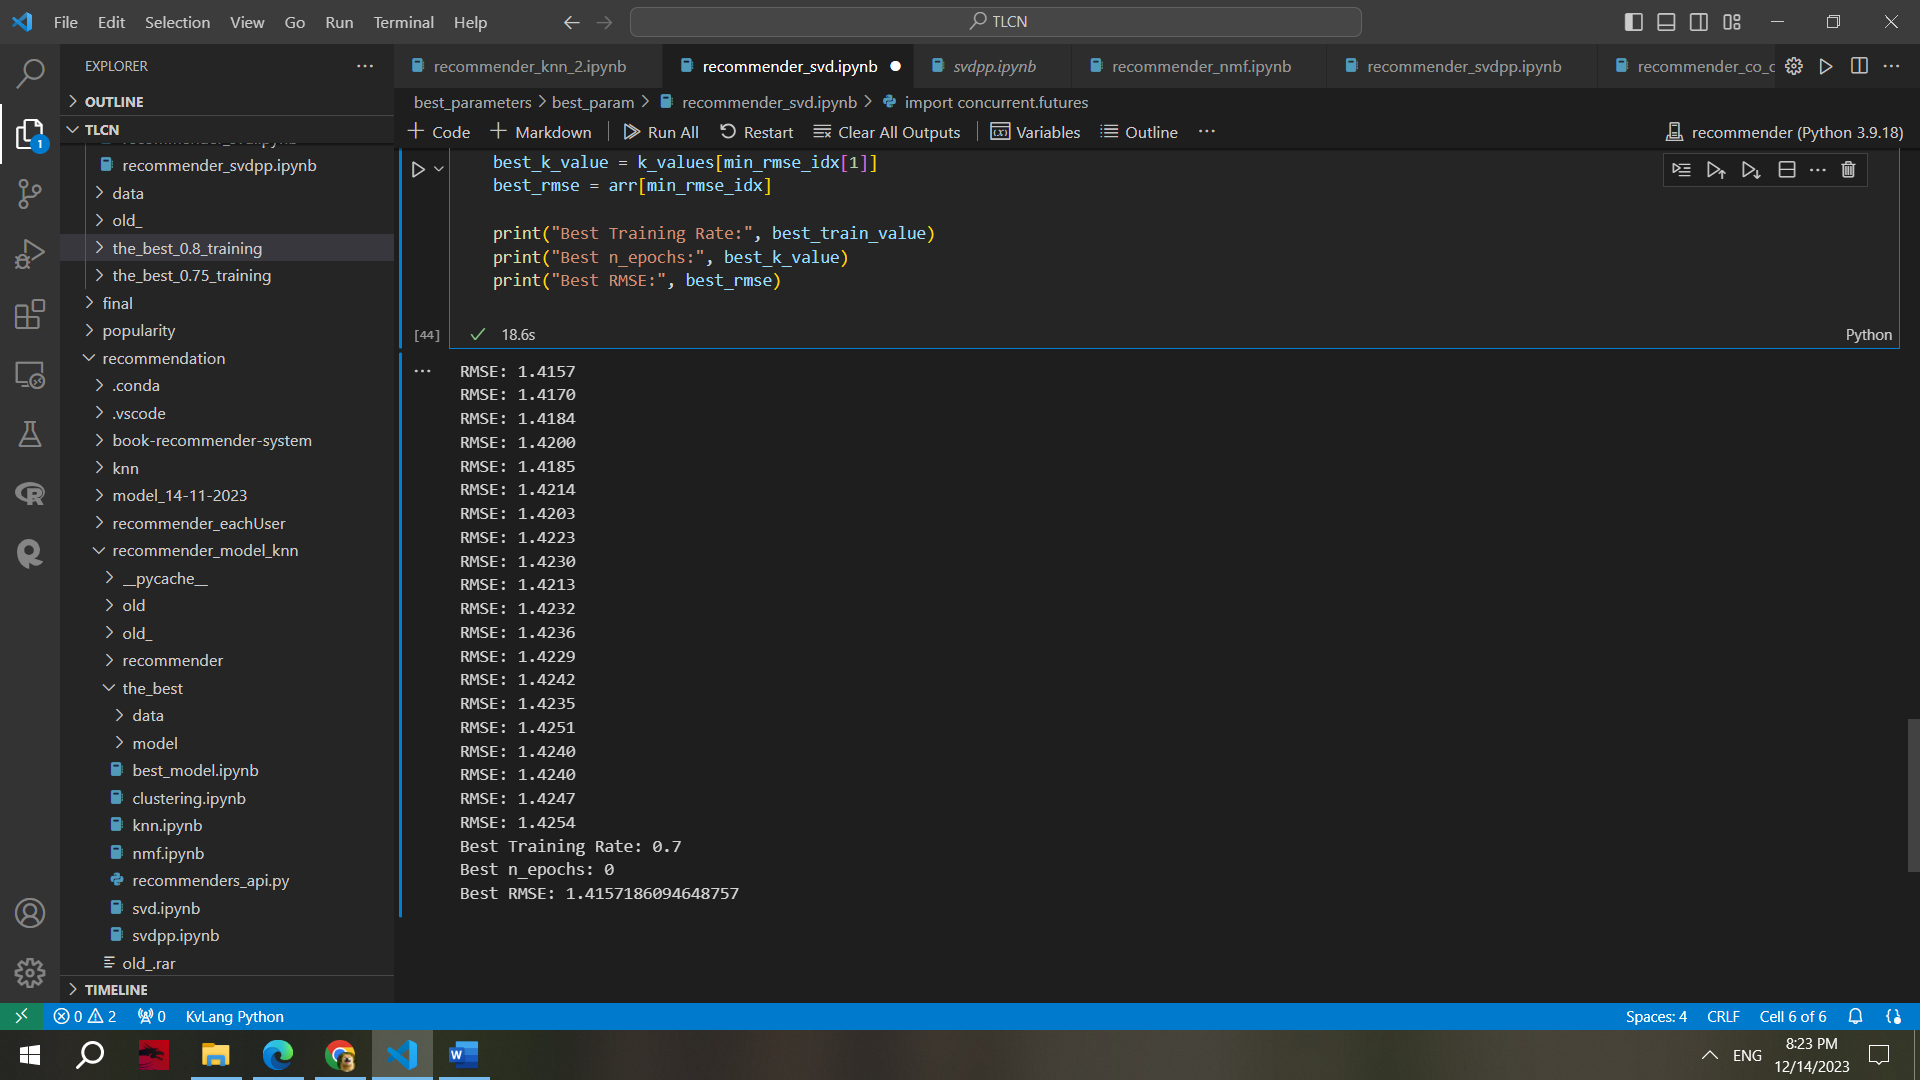 File Edit Selection View Go Run Terminal Help
TLCN
EXPLORER
OUTLINE
TLCN
recommender_svdpp.ipynb
data
old_
the_best_0.8_training
the_best_0.75_training
final
popularity
recommendation
.conda
.vscode
book-recommender-system
knn
model_14-11-2023
recommender_eachUser
recommender_model_knn
__pycache__
old
old_
recommender
the_best
data
model
best_model.ipynb
clustering.ipynb
knn.ipynb
nmf.ipynb
recommenders_api.py
svd.ipynb
svdpp.ipynb
old_.rar
TIMELINE
recommender_knn_2.ipynb recommender_svd.ipynb svdpp.ipynb recommender_nmf.ipynb recommender_svdpp.ipynb recommender_co_c
best_parameters > best_param > recommender_svd.ipynb > import concurrent.futures
+ Code + Markdown Run All Restart Clear All Outputs Variables Outline ... recommender (Python 3.9.18)
best_k_value = k_values[min_rmse_idx[1]]
best_rmse = arr[min_rmse_idx]
print("Best Training Rate:", best_train_value)
print("Best n_epochs:", best_k_value)
print("Best RMSE:", best_rmse)
[44] 18.6s Python
RMSE: 1.4157
RMSE: 1.4170
RMSE: 1.4184
RMSE: 1.4200
RMSE: 1.4185
RMSE: 1.4214
RMSE: 1.4203
RMSE: 1.4223
RMSE: 1.4230
RMSE: 1.4213
RMSE: 1.4232
RMSE: 1.4236
RMSE: 1.4229
RMSE: 1.4242
RMSE: 1.4235
RMSE: 1.4251
RMSE: 1.4240
RMSE: 1.4240
RMSE: 1.4247
RMSE: 1.4254
Best Training Rate: 0.7
Best n_epochs: 0
Best RMSE: 1.4157186094648757
1
0 2 0 KvLang Python Spaces: 4 CRLF Cell 6 of 6
ENG
8:23 PM
12/14/2023